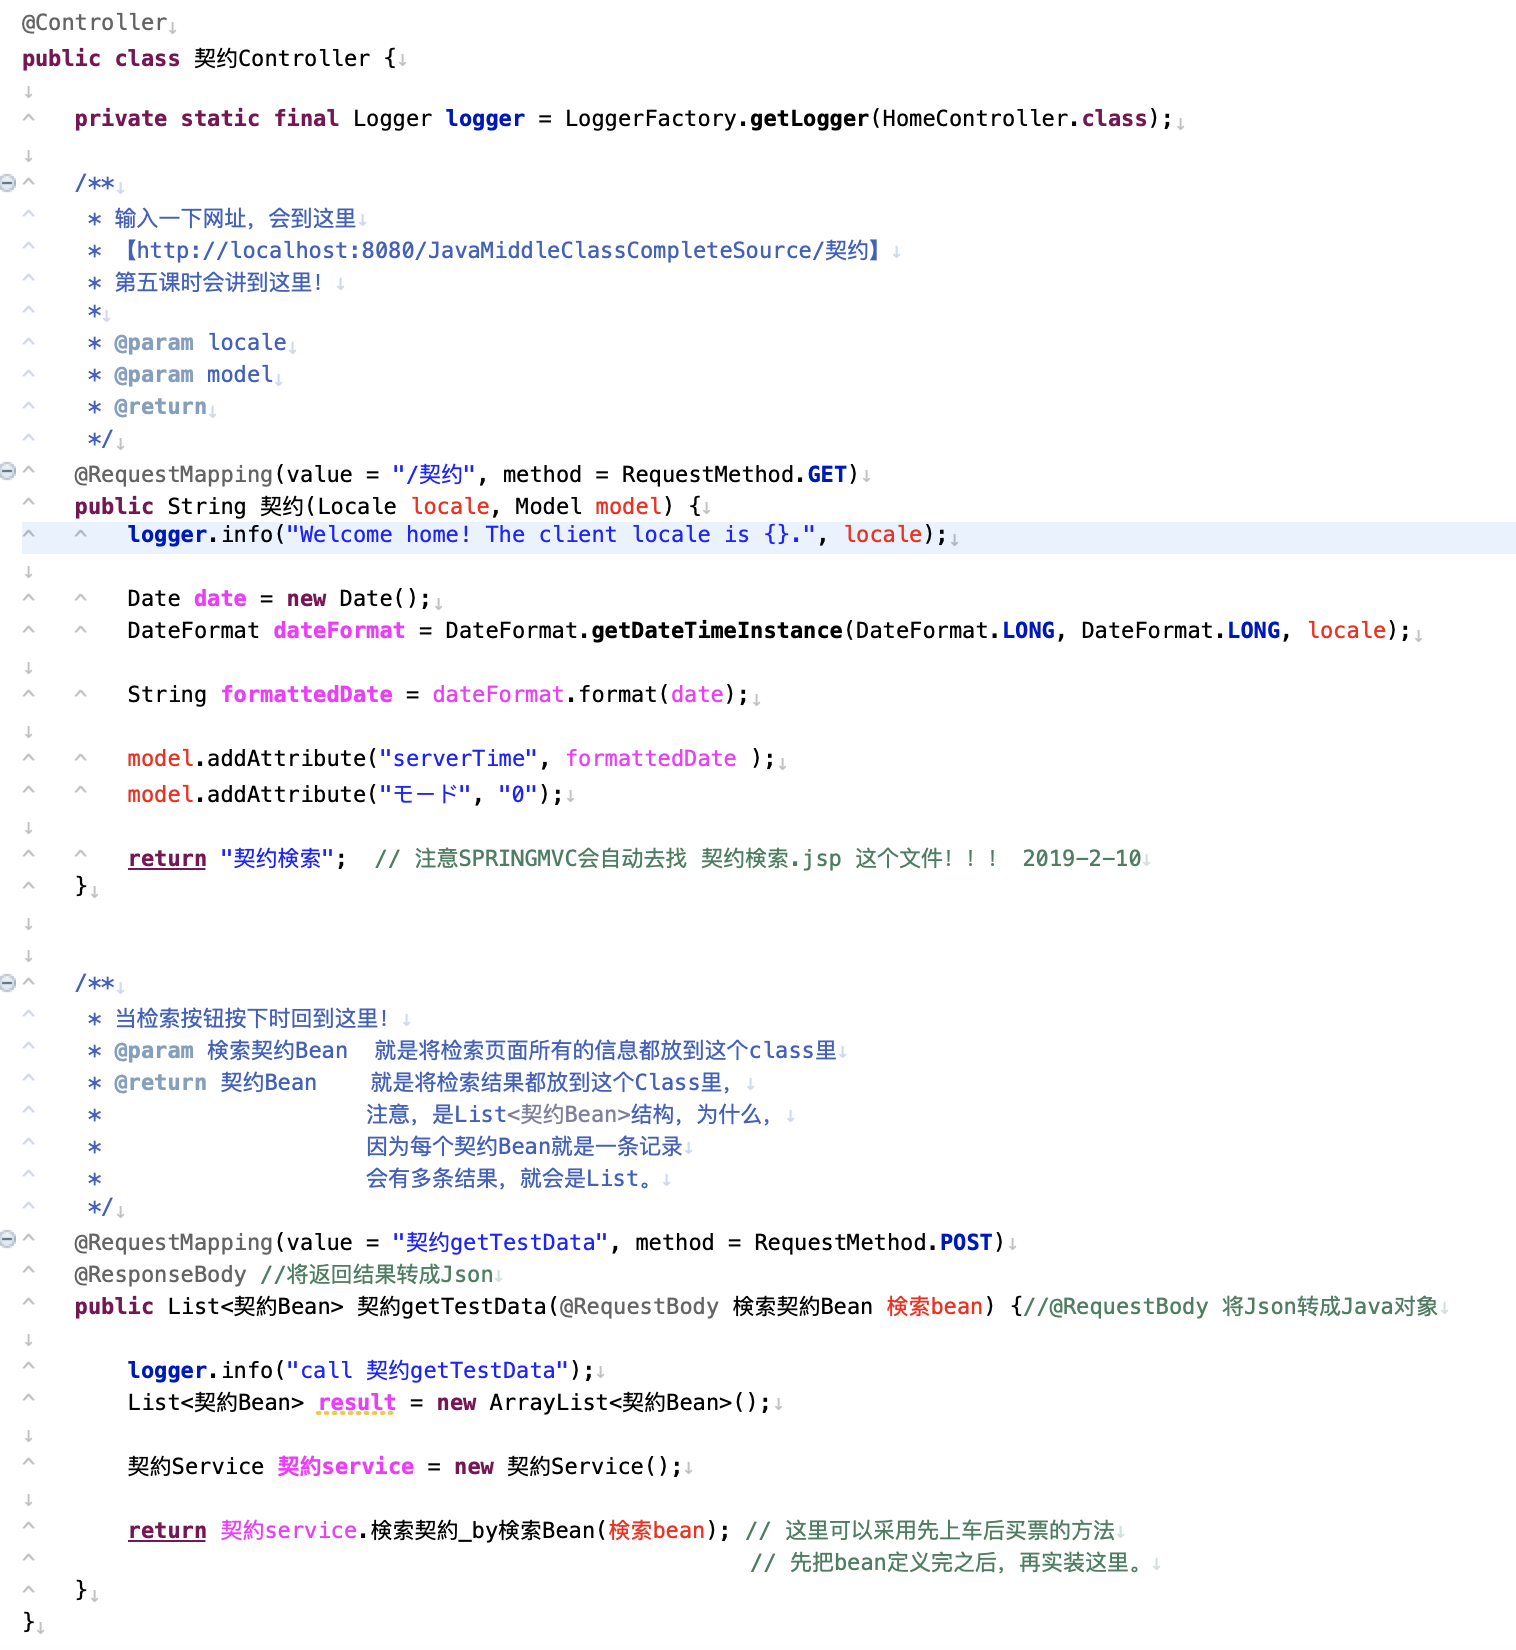 @Controller
public class 契约Controller {
private static final Logger logger = LoggerFactory.getLogger(HomeController.class);
/**
* 输入一下网址，会到这里
* 【http://localhost:8080/JavaMiddleClassCompleteSource/契约】
* 第五课时会讲到这里！
*
* @param locale
* @param model
* @return
*/
@RequestMapping(value = "/契约", method = RequestMethod.GET)
public String 契约(Locale locale, Model model) {
logger.info("Welcome home! The client locale is {}.", locale);
Date date = new Date();
DateFormat dateFormat = DateFormat.getDateTimeInstance(DateFormat.LONG, DateFormat.LONG, locale);
String formattedDate = dateFormat.format(date);
model.addAttribute("serverTime", formattedDate );
model.addAttribute("モード", "0");
return "契约検索"; // 注意SPRINGMVC会自动去找 契约検索.jsp 这个文件！！！ 2019-2-10
}
/**
* 当检索按钮按下时回到这里！
* @param 検索契约Bean 就是将检索页面所有的信息都放到这个class里
* @return 契约Bean 就是将检索结果都放到这个Class里，
* 注意，是List<契约Bean>结构，为什么，
* 因为每个契约Bean就是一条记录
* 会有多条结果，就会是List。
*/
@RequestMapping(value = "契约getTestData", method = RequestMethod.POST)
@ResponseBody //将返回结果转成Json
public List<契約Bean> 契約getTestData(@RequestBody 検索契約Bean 検索bean) {//@RequestBody 将Json转成Java对象
logger.info("call 契约getTestData");
List<契約Bean> result = new ArrayList<契約Bean>();
契約Service 契約service = new 契約Service();
return 契約service.検索契約_by検索Bean(検索bean); // 这里可以采用先上车后买票的方法
// 先把bean定义完之后，再实装这里。
}
}